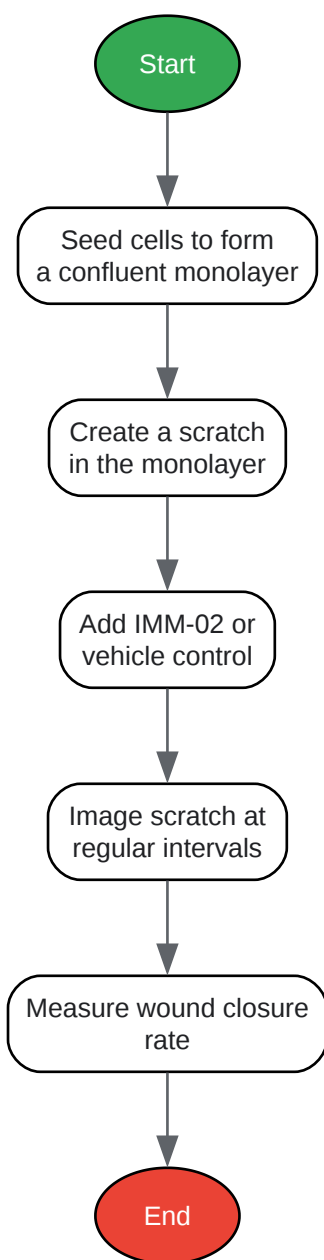 Start
Seed cells to form
a confluent monolayer
Create a scratch
in the monolayer
Add IMM-02 or
vehicle control
Image scratch at
regular intervals
Measure wound closure
rate
End